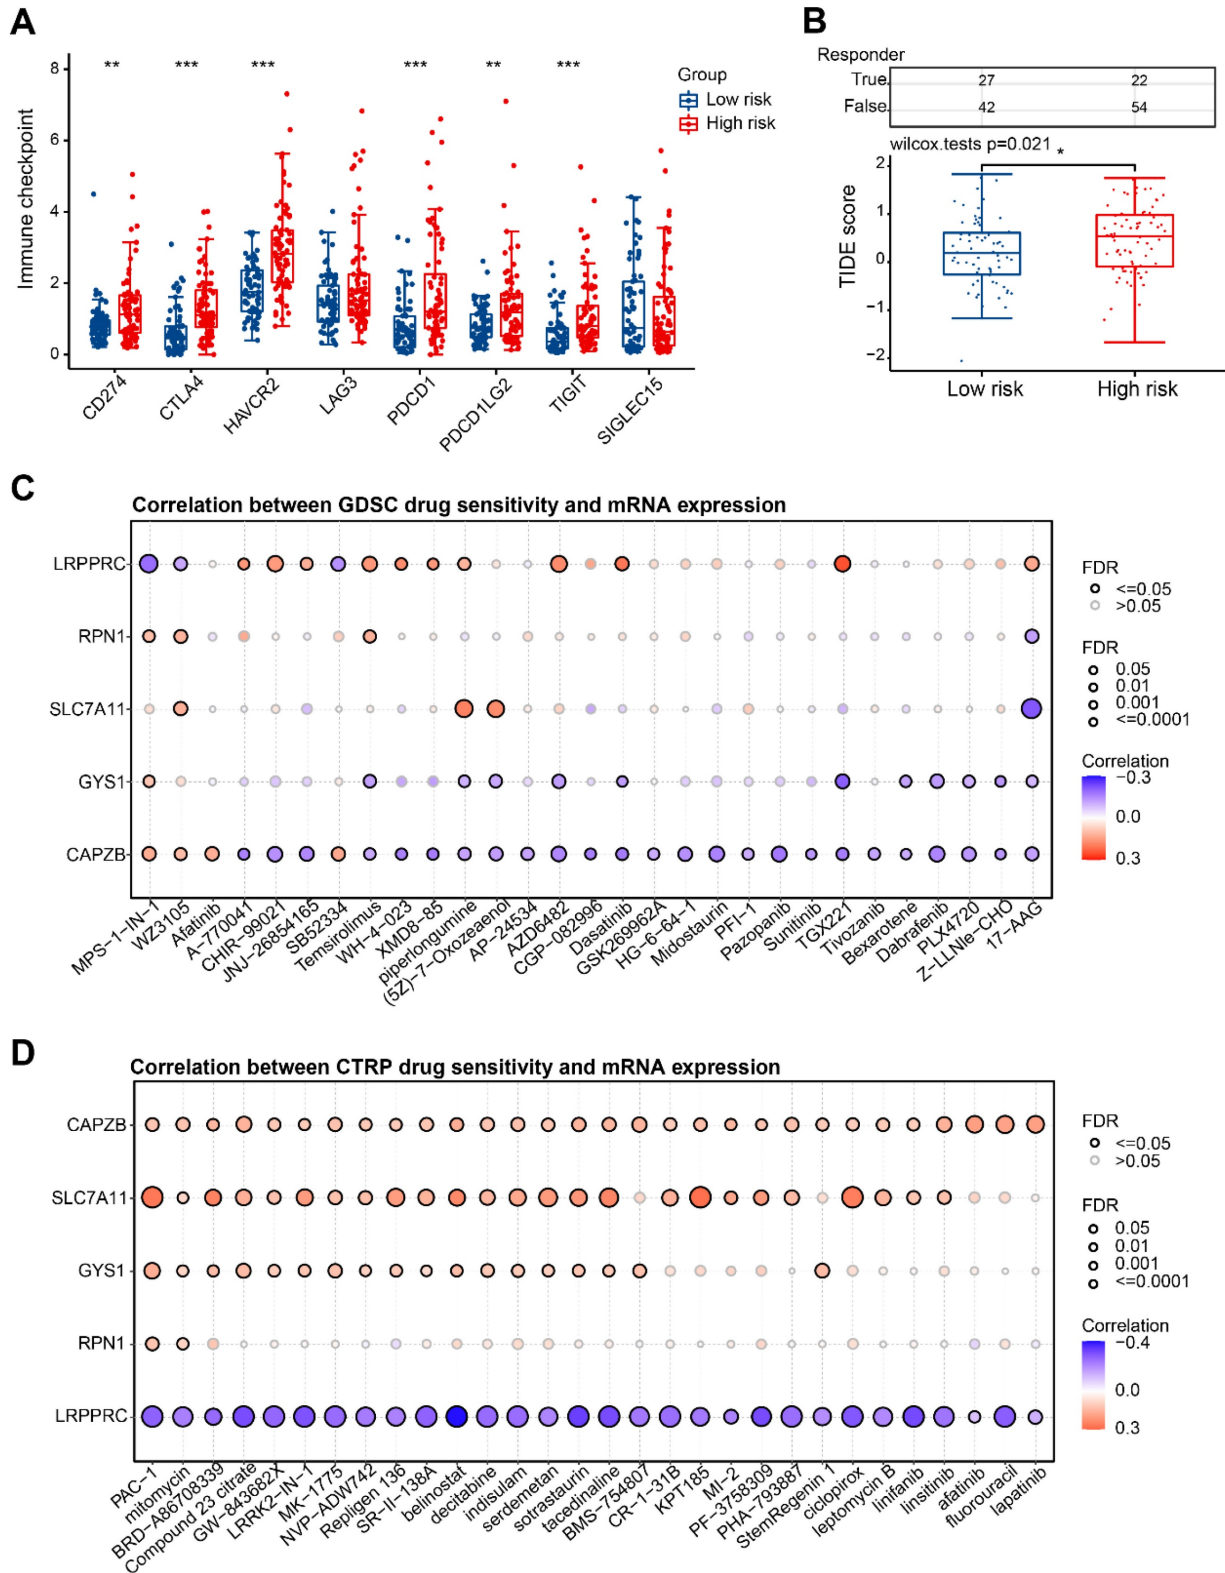 A
** *** *** *** ** ***
Immune checkpoint
8
6
4
2
0
CD274
CTLA4
HAVCR2
LAG3
PDCD1
PDCD1LG2
TIGIT
SIGLEC15
Group
Low risk
High risk
B
Responder
True 27 22
False 42 54
wilcox.tests p=0.021
*
TIDE score
2
1
0
−1
−2
Low risk
High risk
C
Correlation between GDSC drug sensitivity and mRNA expression
LRPPRC
RPN1
SLC7A11
GYS1
CAPZB
MPS−1−IN−1
WZ3105
Afatinib
A−770041
CHIR−99021
JNJ−26854165
SB52334
Temsirolimus
WH−4−023
XMD8−85
piperlongumine
(5Z)−7−Oxozeaenol
AP−24534
AZD6482
CGP−082996
Dasatinib
GSK269962A
HG−6−64−1
Midostaurin
PFI−1
Pazopanib
Sunitinib
TGX221
Tivozanib
Bexarotene
Dabrafenib
PLX4720
Z−LLNle−CHO
17−AAG
FDR
<=0.05
>0.05
FDR
0.05
0.01
0.001
<=0.0001
Correlation
−0.3
0.0
0.3
D
Correlation between CTRP drug sensitivity and mRNA expression
CAPZB
SLC7A11
GYS1
RPN1
LRPPRC
PAC−1
mitomycin
BRD−A86708339
Compound 23 citrate
GW−843682X
LRRK2−IN−1
MK−1775
NVP−ADW742
Repligen 136
SR−II−138A
belinostat
decitabine
indisulam
serdemetan
sotrastaurin
tacedinaline
BMS−754807
CR−1−31B
KPT185
MI−2
PF−3758309
PHA−793887
StemRegenin 1
ciclopirox
leptomycin B
linifanib
linsitinib
afatinib
fluorouracil
lapatinib
FDR
<=0.05
>0.05
FDR
0.05
0.01
0.001
<=0.0001
Correlation
−0.4
0.0
0.3